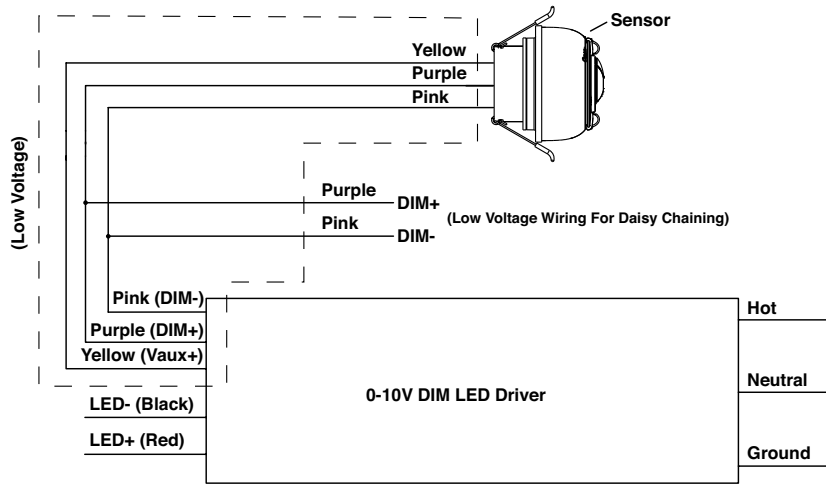 Sensor
Yellow
Purple
Pink
(Low Voltage)
Purple
DIM+
(Low Voltage Wiring For Daisy Chaining)
Pink
DIM-
Pink (DIM-)
Purple (DIM+)
Yellow (Vaux+)
LED- (Black)
LED+ (Red)
0-10V DIM LED Driver
Hot
Neutral
Ground